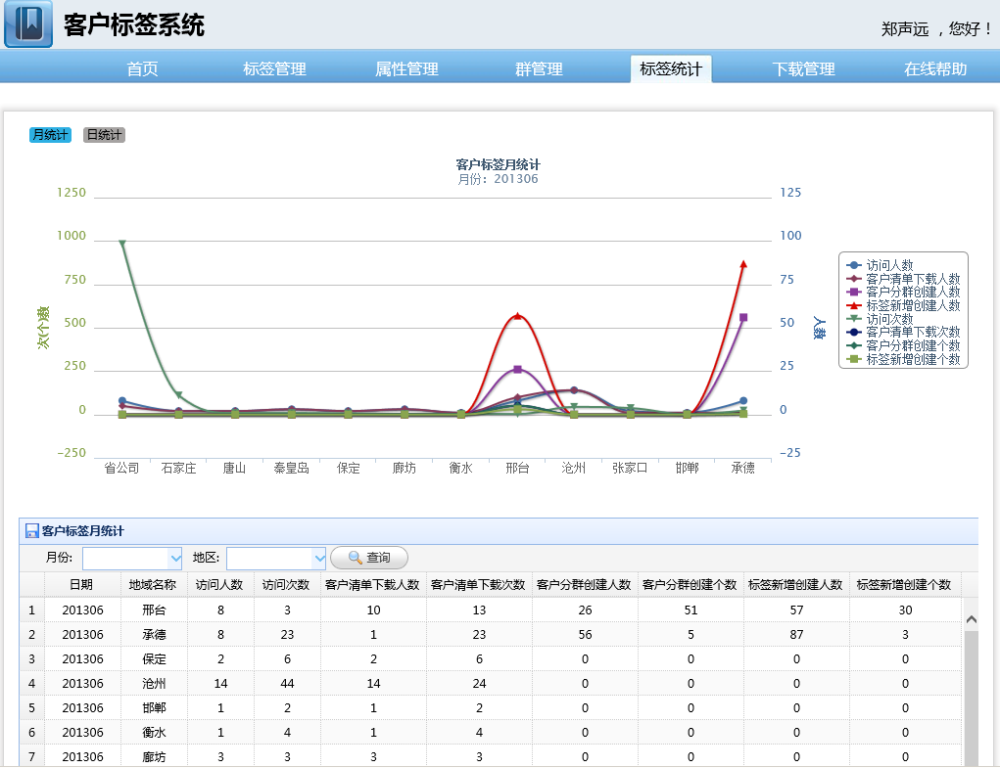 客户标签系统
郑声远 ，您好！
首页 标签管理 属性管理 群管理 标签统计 下载管理 在线帮助
月统计 日统计
客户标签月统计
月份：201306
1250
1000
750
500
250
0
-250
次(个)数
125
100
75
50
25
0
-25
人数
访问人数
客户清单下载人数
客户分群创建人数
标签新增创建人数
访问次数
客户清单下载次数
客户分群创建个数
标签新增创建个数
省公司 石家庄 唐山 秦皇岛 保定 廊坊 衡水 邢台 沧州 张家口 邯郸 承德
客户标签月统计
月份: 地区: 查询
日期 地域名称 访问人数 访问次数 客户清单下载人数 客户清单下载次数 客户分群创建人数 客户分群创建个数 标签新增创建人数 标签新增创建个数
1 201306 邢台 8 3 10 13 26 51 57 30
2 201306 承德 8 23 1 23 56 5 87 3
3 201306 保定 2 6 2 6 0 0 0 0
4 201306 沧州 14 44 14 24 0 0 0 0
5 201306 邯郸 1 2 1 2 0 0 0 0
6 201306 衡水 1 4 1 4 0 0 0 0
7 201306 廊坊 3 3 3 3 0 0 0 0